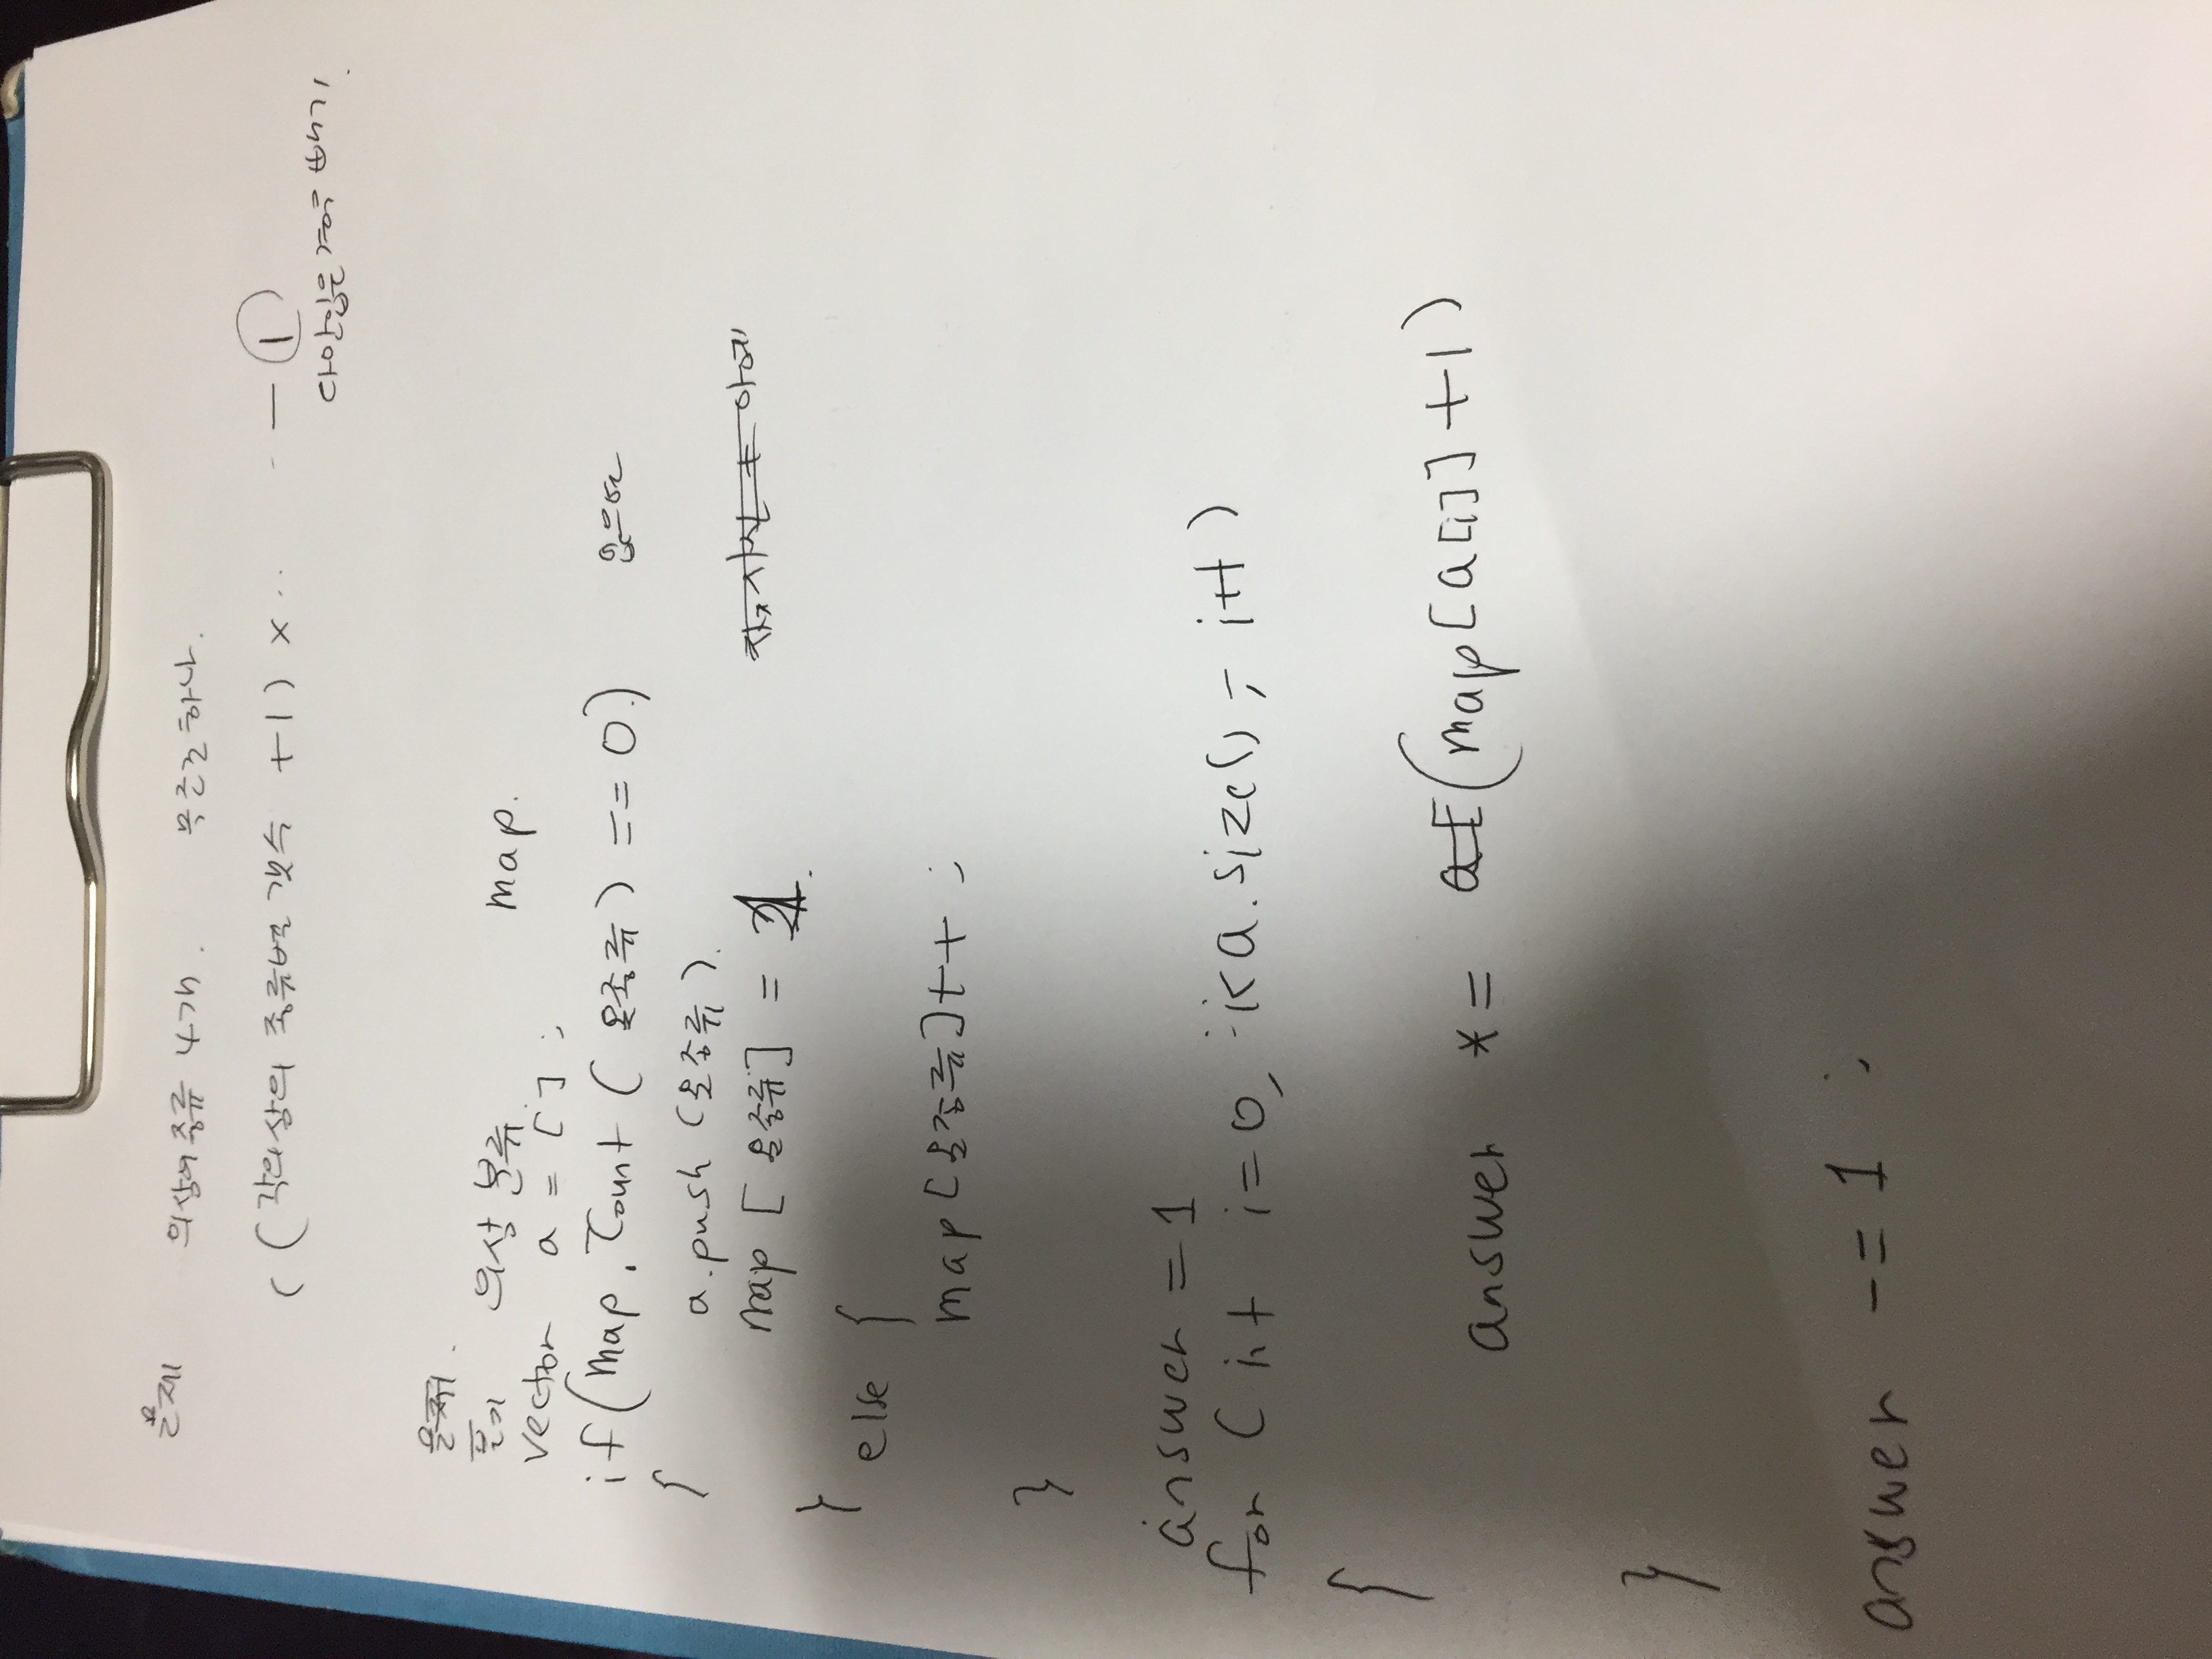 문제 의상의 종류 4개. 무조건 하나.
( (각 의상의 종류별 갯수 +1) × ‥ - ①
다 안입은 경우 빼기.
풀기 의상 분류. map.
vector a = [ ] ;
if (map. Count ( 옷종류 ) == 0.) 없으면
{ a.push (옷종류).
map [ 옷종류] = 1.
아예
} else {
map [옷종류]++ ;
}
answer = 1
for ( int i=0, i<a.size() ; i++ )
{
answer *= (map[a[i]] +1)
}
answer -= 1 ;